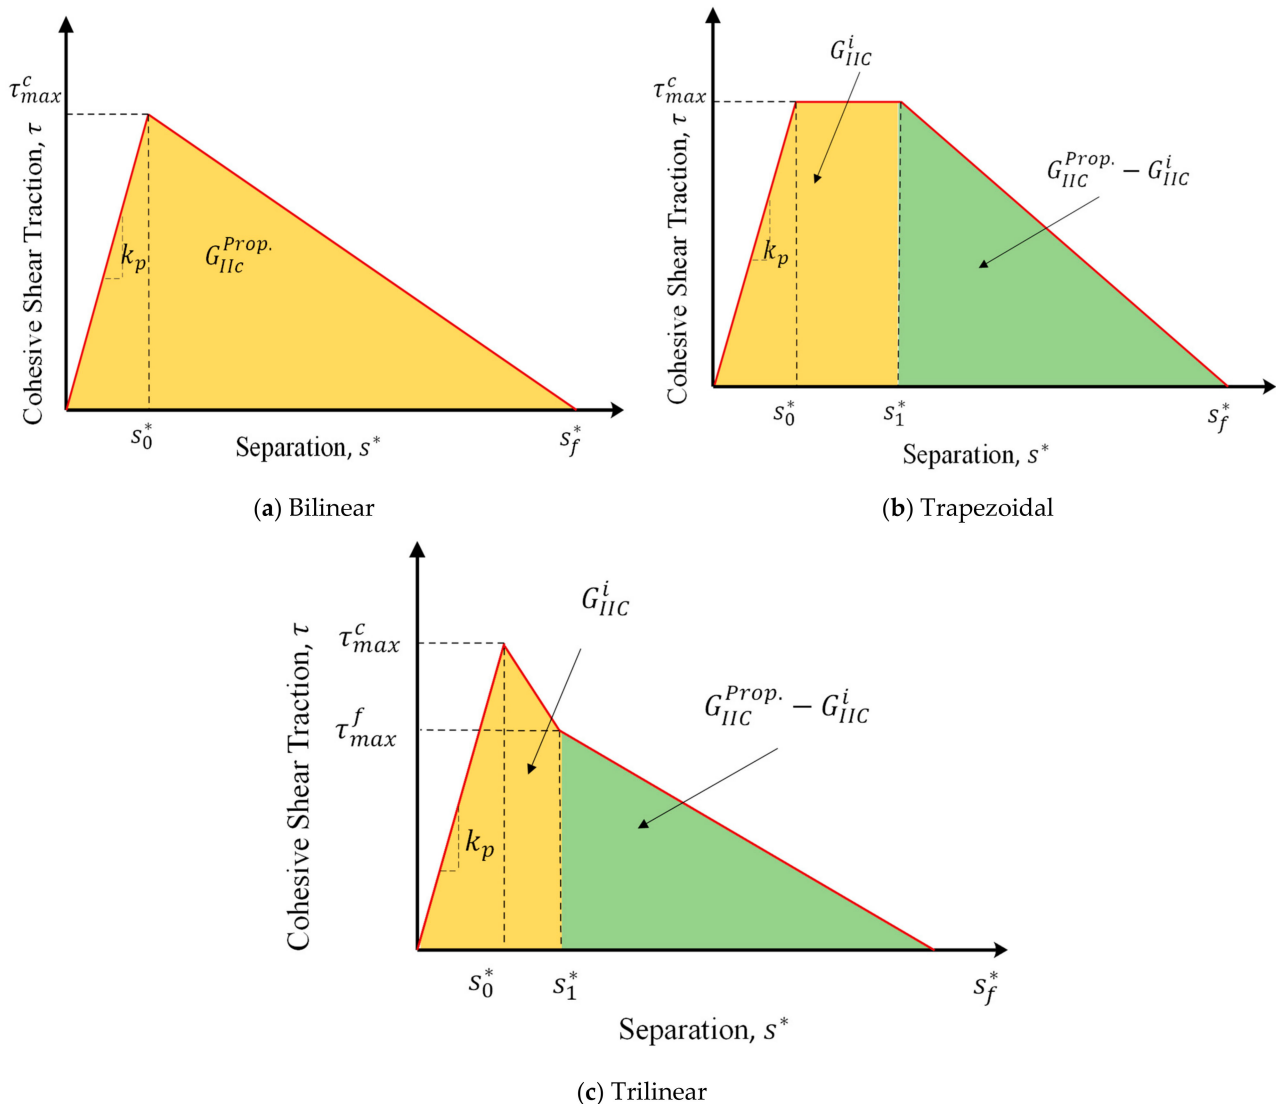 τ^c_max
Cohesive Shear Traction, τ
k_p
G^Prop._IIc
s*_0
s*_f
Separation, s*
(a) Bilinear
G^i_IIC
τ^c_max
Cohesive Shear Traction, τ
G^Prop._IIC − G^i_IIC
k_p
s*_0
s*_1
s*_f
Separation, s*
(b) Trapezoidal
G^i_IIC
τ^c_max
τ^f_max
Cohesive Shear Traction, τ
G^Prop._IIC − G^i_IIC
k_p
s*_0
s*_1
s*_f
Separation, s*
(c) Trilinear